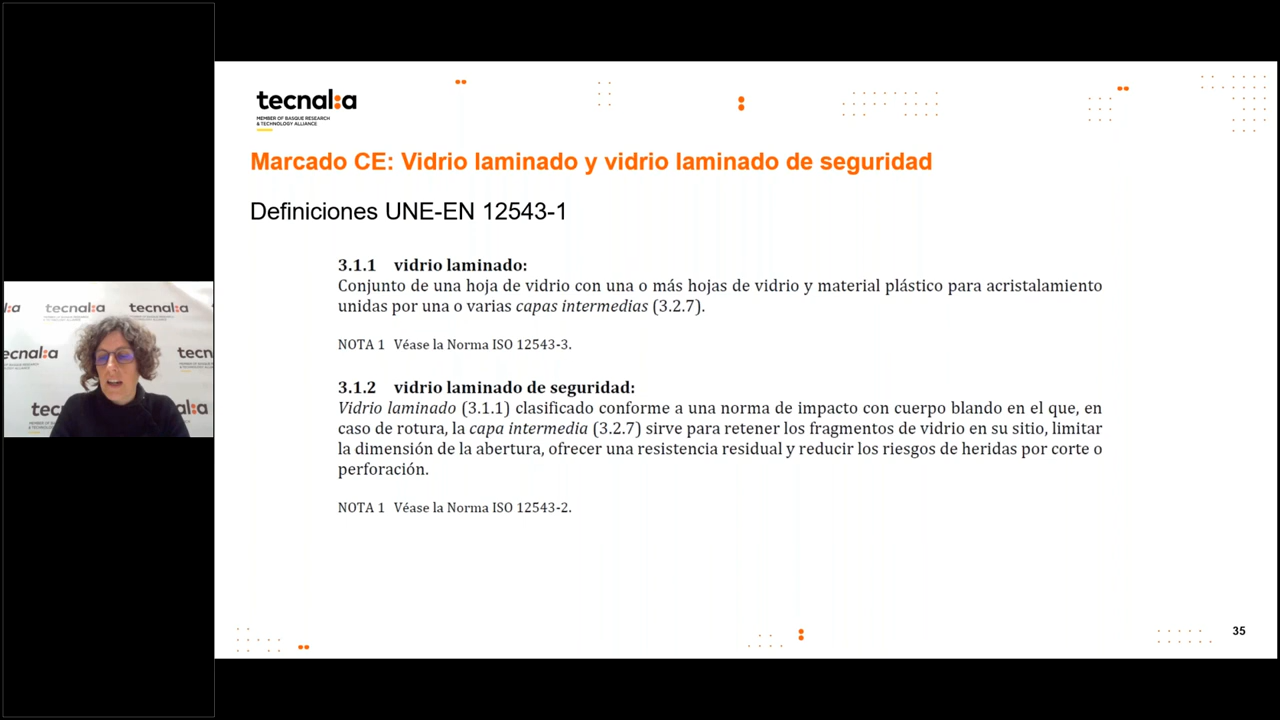 tecnal:a
MEMBER OF BASQUE RESEARCH
& TECHNOLOGY ALLIANCE
Marcado CE: Vidrio laminado y vidrio laminado de seguridad
Definiciones UNE-EN 12543-1
3.1.1 vidrio laminado:
Conjunto de una hoja de vidrio con una o más hojas de vidrio y material plástico para acristalamiento
unidas por una o varias capas intermedias (3.2.7).
NOTA 1 Véase la Norma ISO 12543-3.
3.1.2 vidrio laminado de seguridad:
Vidrio laminado (3.1.1) clasificado conforme a una norma de impacto con cuerpo blando en el que, en
caso de rotura, la capa intermedia (3.2.7) sirve para retener los fragmentos de vidrio en su sitio, limitar
la dimensión de la abertura, ofrecer una resistencia residual y reducir los riesgos de heridas por corte o
perforación.
NOTA 1 Véase la Norma ISO 12543-2.
35
tecnal:a
tecnal:a
ecnal:a
tecn
tec
al:a